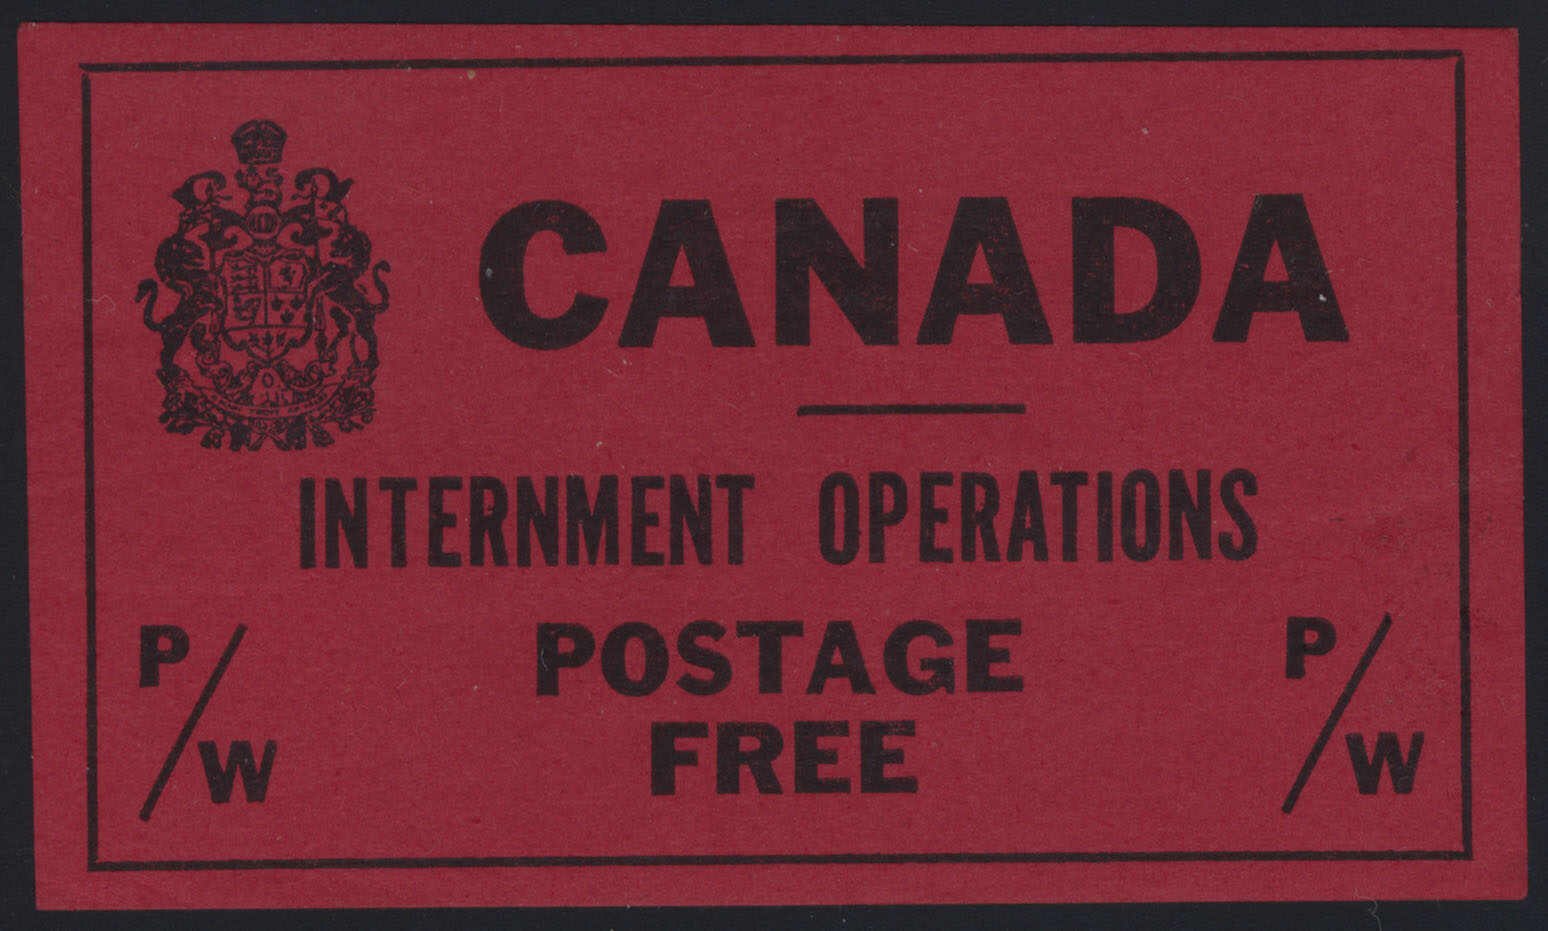 CANADA
INTERNMENT OPERATIONS
P/W POSTAGE P/W
FREE